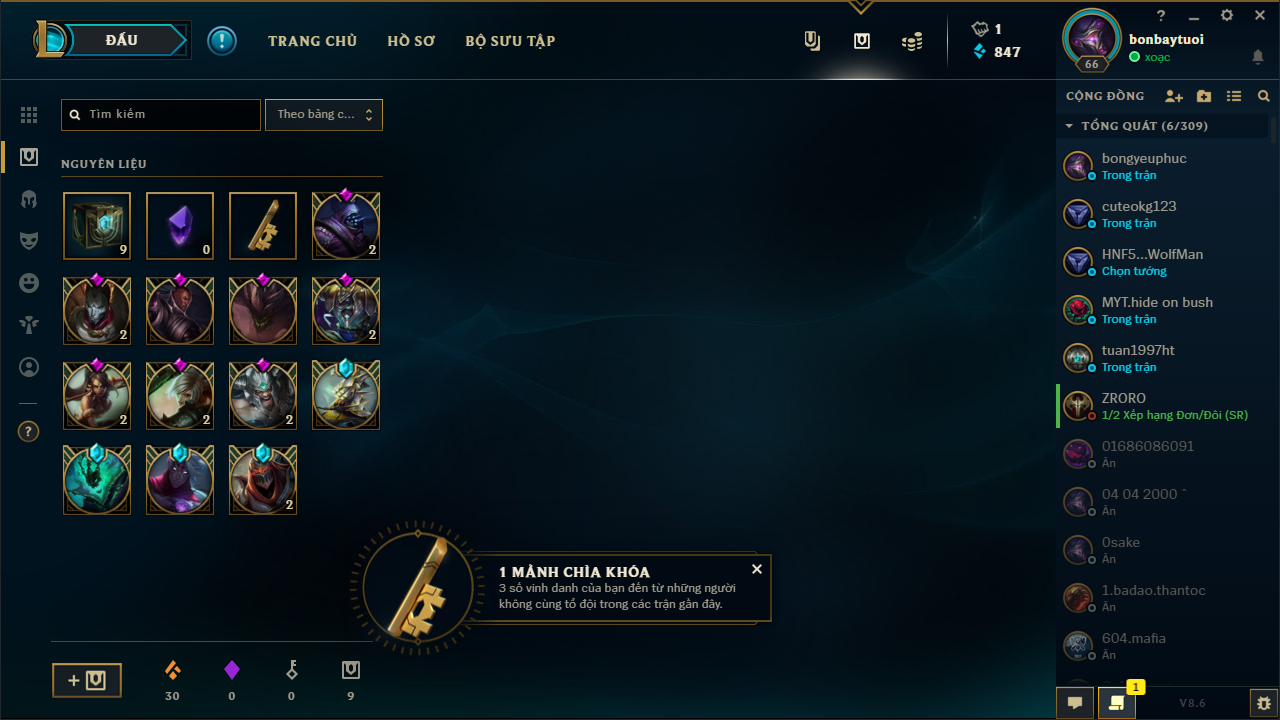 ĐẤU
!
TRANG CHỦ
HỒ SƠ
BỘ SƯU TẬP
1
847
?
66
bonbaytuoi
xoạc
Tìm kiếm
Theo bảng c...
NGUYÊN LIỆU
9
0
2
2
2
2
2
2
2
?
1 MẢNH CHÌA KHÓA
3 số vinh danh của bạn đến từ những người
không cùng tổ đội trong các trận gần đây.
30
0
0
9
CỘNG ĐỒNG
TỔNG QUÁT (6/309)
bongyeuphuc
Trong trận
cuteokg123
Trong trận
HNF5...WolfMan
Chọn tướng
MYT.hide on bush
Trong trận
tuan1997ht
Trong trận
ZRORO
1/2 Xếp hạng Đơn/Đôi (SR)
01686086091
Ẩn
04 04 2000 ˆ
Ẩn
0sake
Ẩn
1.badao.thantoc
Ẩn
604.mafia
Ẩn
1
V8.6